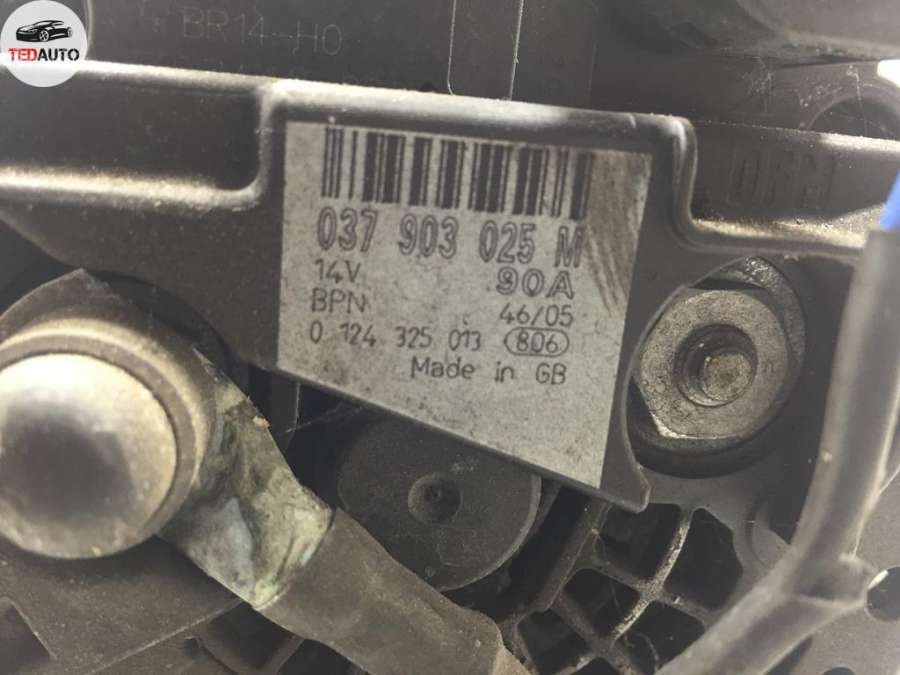 TEDAUTO
BR14-H0
037 903 025 M
14V 90A
BPN 46/05
0 124 325 013 806
Made in GB